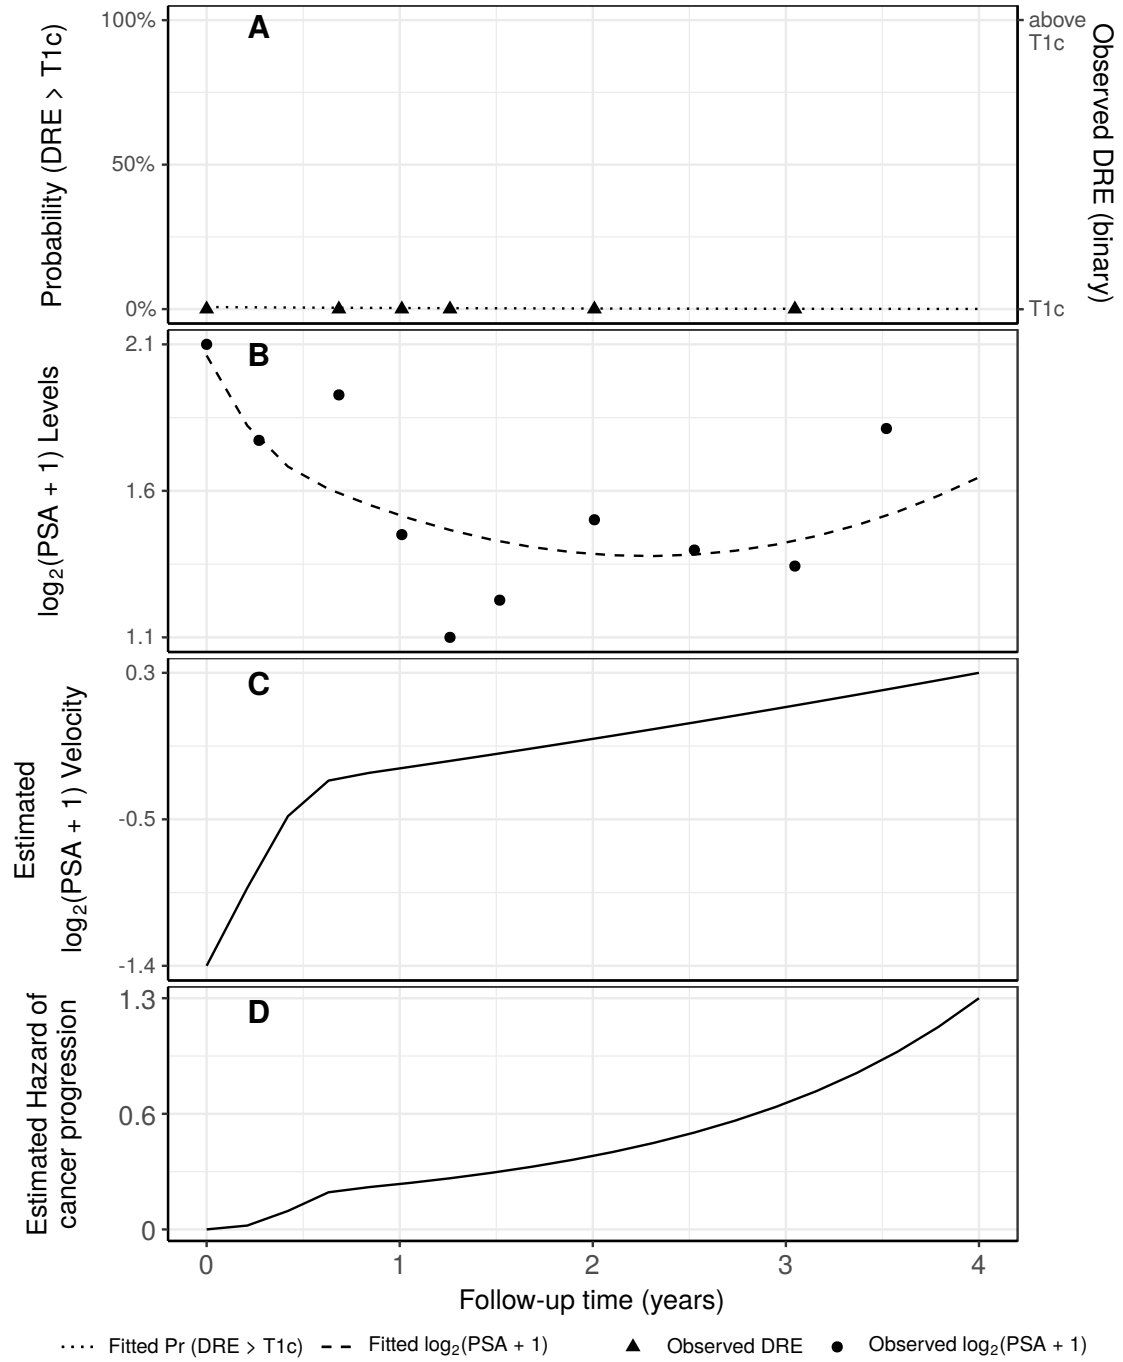 A
100%
50%
0%
Probability (DRE > T1c)
above
T1c
T1c
Observed DRE (binary)
B
2.1
1.6
1.1
log₂(PSA + 1) Levels
C
0.3
-0.5
-1.4
Estimated
log₂(PSA + 1) Velocity
D
1.3
0.6
0
Estimated Hazard of
cancer progression
0 1 2 3 4
Follow-up time (years)
Fitted Pr (DRE > T1c) Fitted log₂(PSA + 1) Observed DRE Observed log₂(PSA + 1)